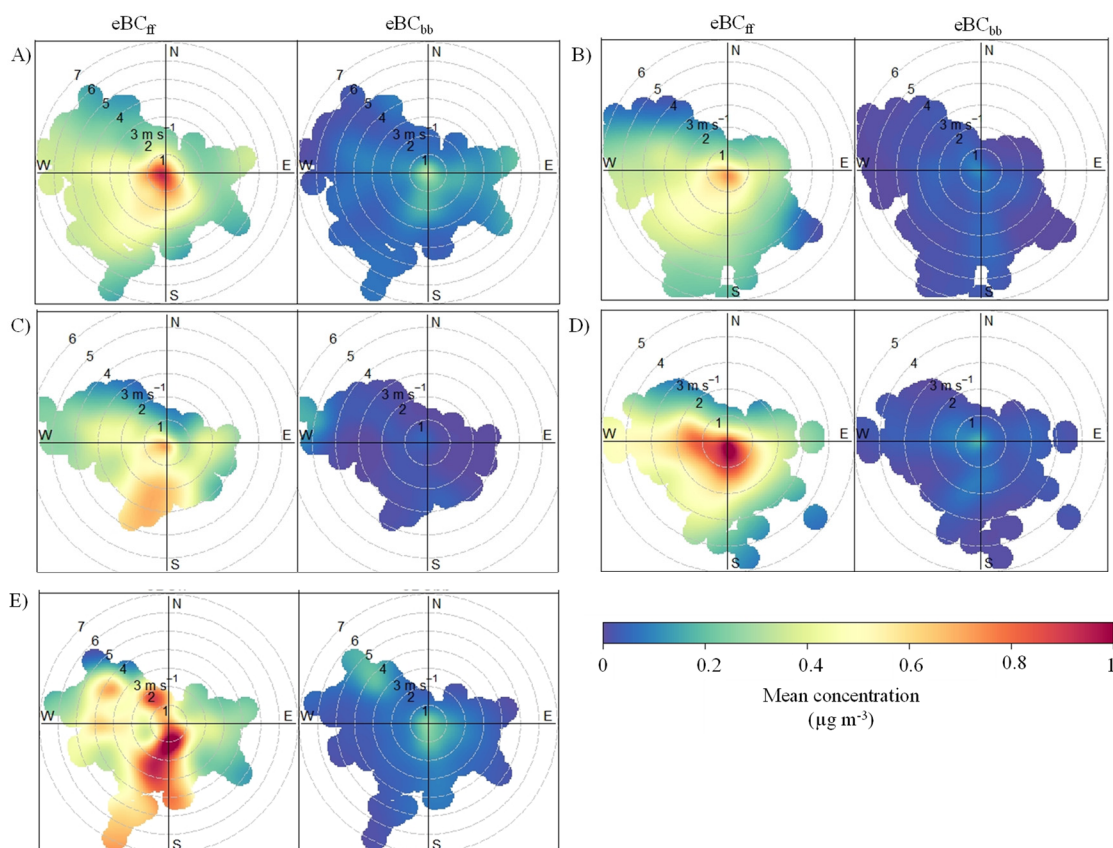 eBCff eBCbb eBCff eBCbb
A) N N B) N N
7 6 5 4 3 m s⁻¹ 2 1 W E S
7 6 5 4 3 m s⁻¹ 2 1 W E S
6 5 4 3 m s⁻¹ 2 1 W E S
6 5 4 3 m s⁻¹ 2 1 W E S
C) N N D) N N
6 5 4 3 m s⁻¹ 2 1 W E S
6 5 4 3 m s⁻¹ 2 1 W E S
6 5 4 3 m s⁻¹ 2 1 W E S
6 5 4 3 m s⁻¹ 2 1 W E S
E) N N
7 6 5 4 3 m s⁻¹ 2 1 W E S
7 6 5 4 3 m s⁻¹ 2 1 W E S
0 0.2 0.4 0.6 0.8 1
Mean concentration
(µg m⁻³)